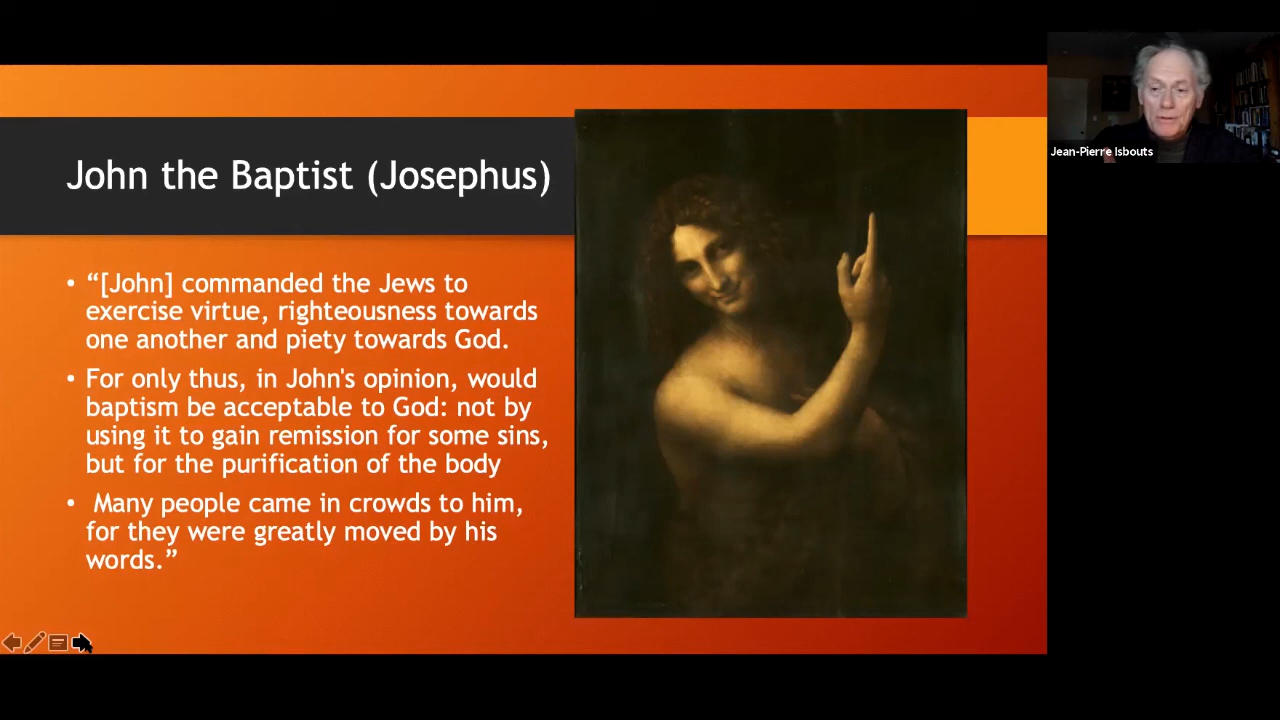 John the Baptist (Josephus)
• “[John] commanded the Jews to
exercise virtue, righteousness towards
one another and piety towards God.
• For only thus, in John's opinion, would
baptism be acceptable to God: not by
using it to gain remission for some sins,
but for the purification of the body
• Many people came in crowds to him,
for they were greatly moved by his
words.”
Jean-Pierre Isbouts